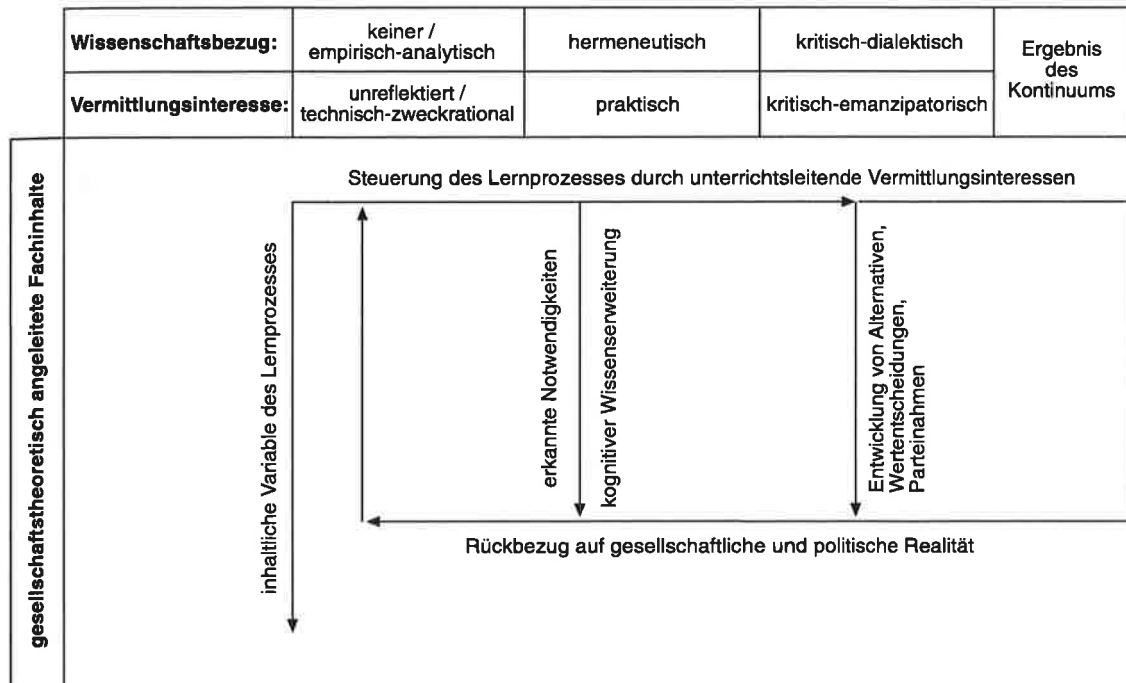 Wissenschaftsbezug:
keiner /
empirisch-analytisch
hermeneutisch
kritisch-dialektisch
Ergebnis
des
Kontinuums
Vermittlungsinteresse:
unreflektiert /
technisch-zweckrational
praktisch
kritisch-emanzipatorisch
gesellschaftstheoretisch angeleitete Fachinhalte
Steuerung des Lernprozesses durch unterrichtsleitende Vermittlungsinteressen
inhaltliche Variable des Lernprozesses
erkannte Notwendigkeiten
kognitiver Wissenserweiterung
Entwicklung von Alternativen,
Wertentscheidungen,
Parteinahmen
Rückbezug auf gesellschaftliche und politische Realität